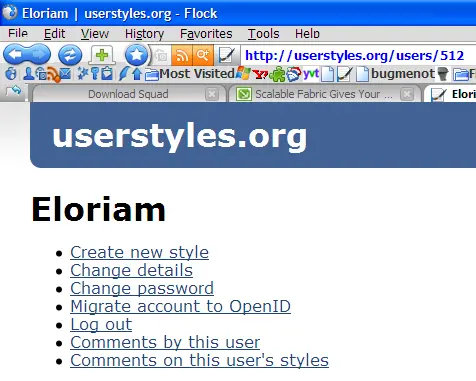 Eloriam | userstyles.org - Flock
File Edit View History Favorites Tools Help
http://userstyles.org/users/512
Most Visited yvt bugmenot
Download Squad Scalable Fabric Gives Your ... Elori
userstyles.org
Eloriam
Create new style
Change details
Change password
Migrate account to OpenID
Log out
Comments by this user
Comments on this user's styles